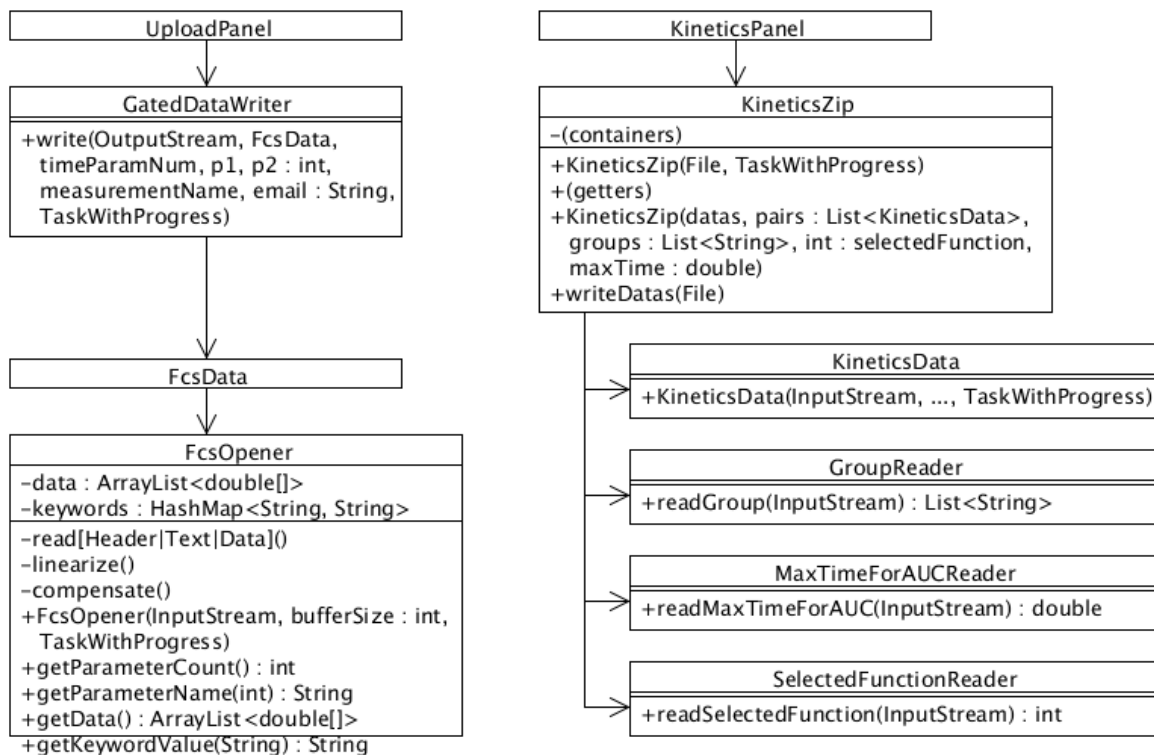 UploadPanel
GatedDataWriter
+write(OutputStream, FcsData,
timeParamNum, p1, p2 : int,
measurementName, email : String,
TaskWithProgress)
FcsData
FcsOpener
-data : ArrayList<double[]>
-keywords : HashMap<String, String>
-read[Header|Text|Data]()
-linearize()
-compensate()
+FcsOpener(InputStream, bufferSize : int,
TaskWithProgress)
+getParameterCount() : int
+getParameterName(int) : String
+getData() : ArrayList<double[]>
+getKeywordValue(String) : String
KineticsPanel
KineticsZip
-(containers)
+KineticsZip(File, TaskWithProgress)
+(getters)
+KineticsZip(datas, pairs : List<KineticsData>,
groups : List<String>, int : selectedFunction,
maxTime : double)
+writeDatas(File)
KineticsData
+KineticsData(InputStream, ..., TaskWithProgress)
GroupReader
+readGroup(InputStream) : List<String>
MaxTimeForAUCReader
+readMaxTimeForAUC(InputStream) : double
SelectedFunctionReader
+readSelectedFunction(InputStream) : int